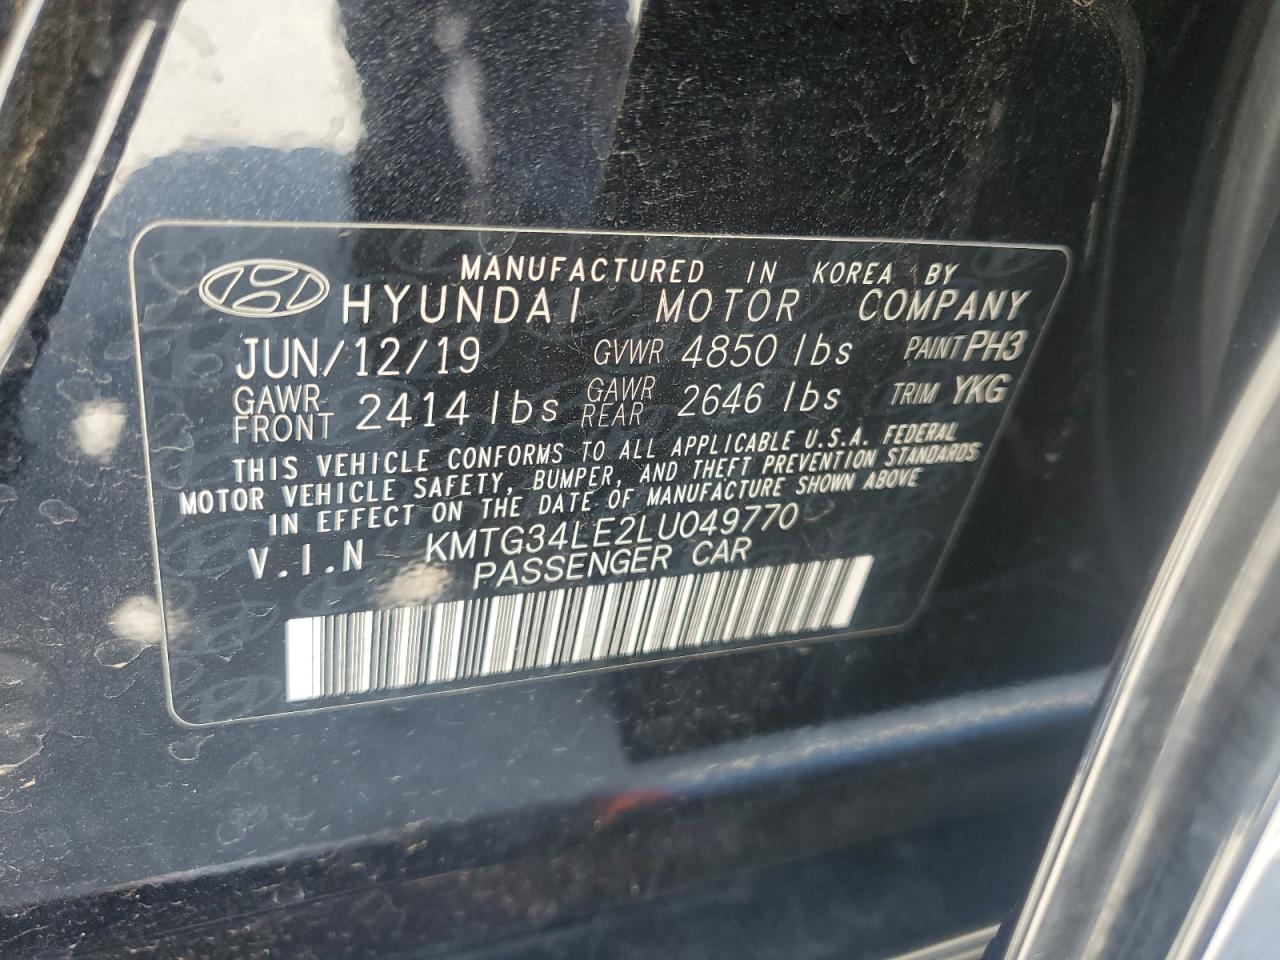 MANUFACTURED IN KOREA BY
HYUNDAI MOTOR COMPANY
JUN/12/19 GVWR 4850 lbs PAINT PH3
GAWR FRONT 2414 lbs GAWR REAR 2646 lbs TRIM YKG
THIS VEHICLE CONFORMS TO ALL APPLICABLE U.S.A. FEDERAL
MOTOR VEHICLE SAFETY, BUMPER, AND THEFT PREVENTION STANDARDS
IN EFFECT ON THE DATE OF MANUFACTURE SHOWN ABOVE
V.I.N KMTG34LE2LU049770
PASSENGER CAR